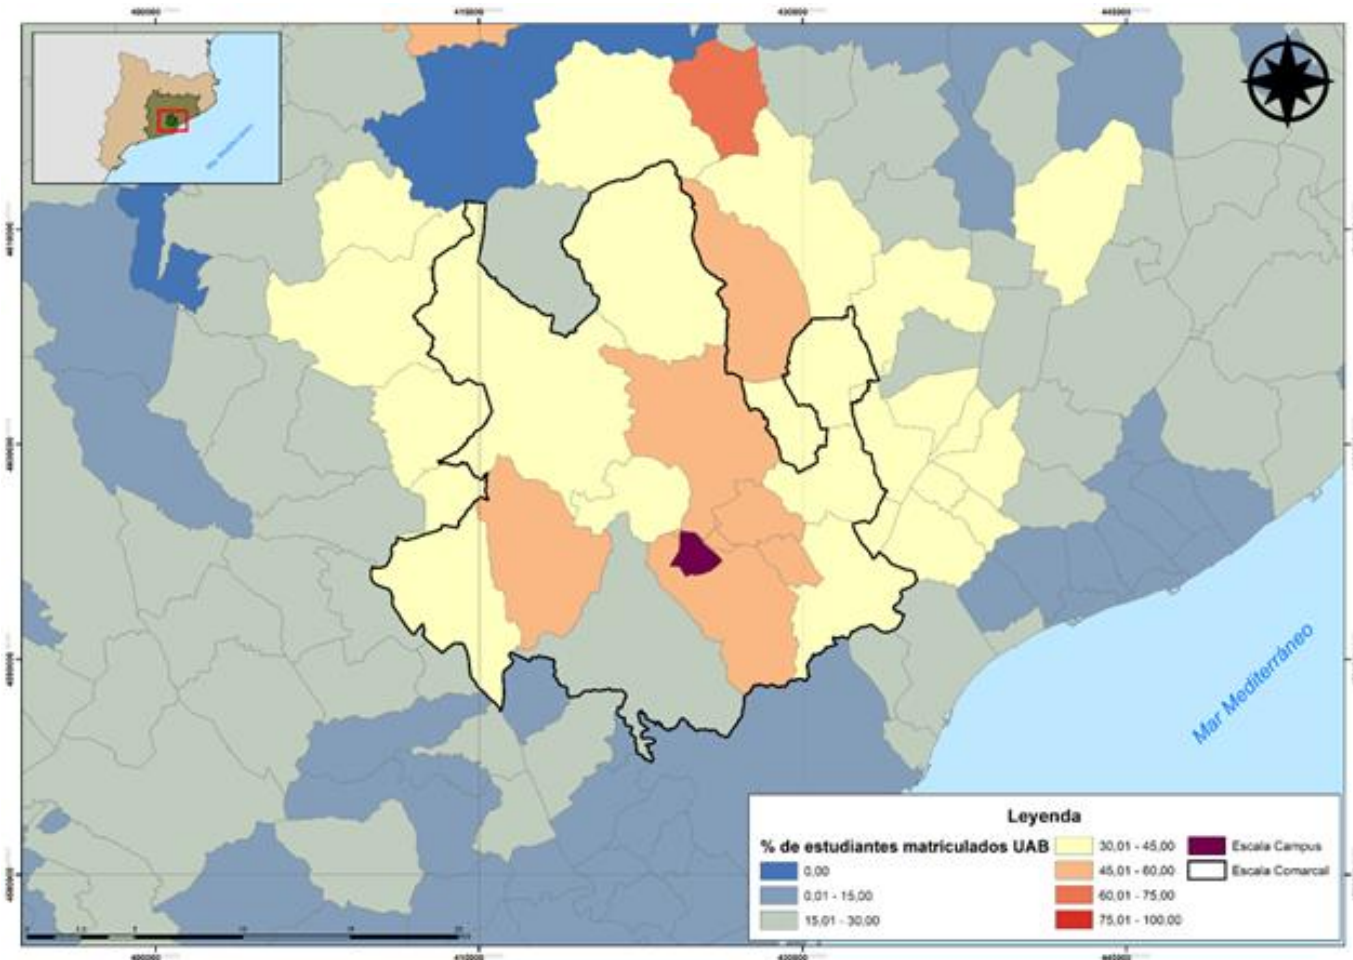 Mar Mediterráneo
Leyenda
% de estudiantes matriculados UAB
0,00
0,01 - 15,00
15,01 - 30,00
30,01 - 45,00
45,01 - 60,00
60,01 - 75,00
75,01 - 100,00
Escala Campus
Escala Comarcal